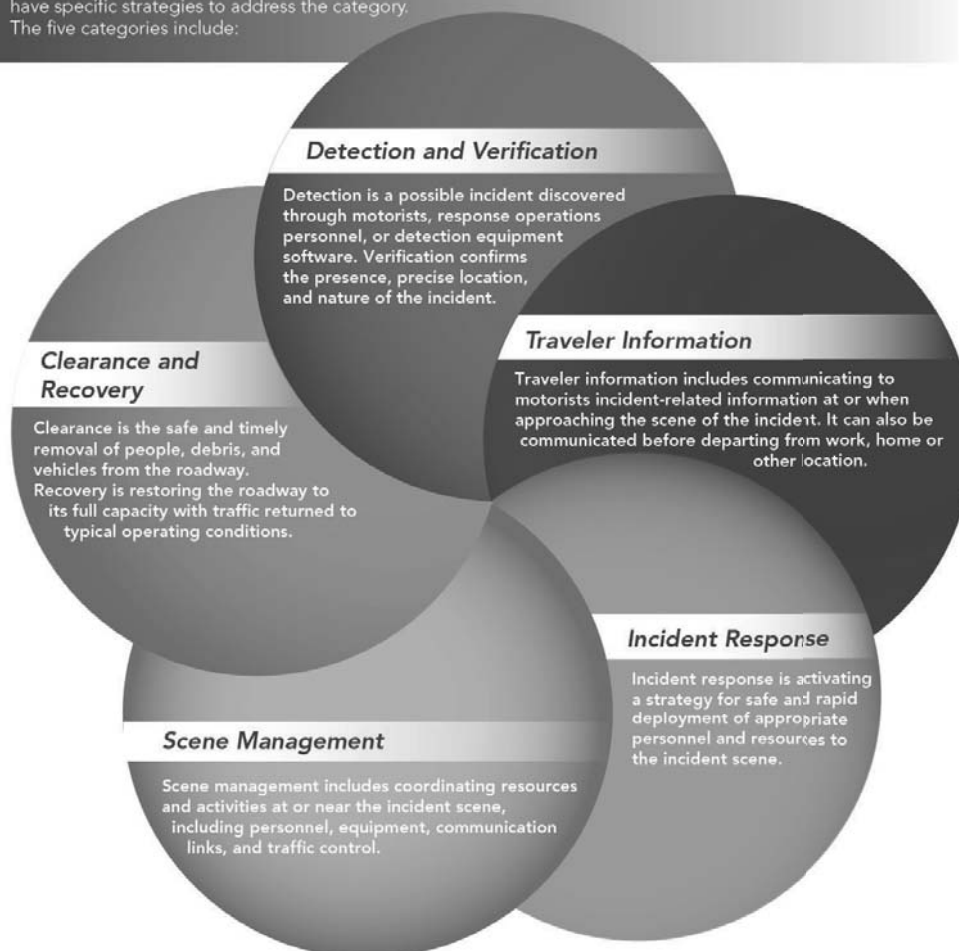 have specific strategies to address the category.
The five categories include:
Detection and Verification
Detection is a possible incident discovered
through motorists, response operations
personnel, or detection equipment
software. Verification confirms
the presence, precise location,
and nature of the incident.
Traveler Information
Traveler information includes communicating to
motorists incident-related information at or when
approaching the scene of the incident. It can also be
communicated before departing from work, home or
other location.
Incident Response
Incident response is activating
a strategy for safe and rapid
deployment of appropriate
personnel and resources to
the incident scene.
Scene Management
Scene management includes coordinating resources
and activities at or near the incident scene,
including personnel, equipment, communication
links, and traffic control.
Clearance and
Recovery
Clearance is the safe and timely
removal of people, debris, and
vehicles from the roadway.
Recovery is restoring the roadway to
its full capacity with traffic returned to
typical operating conditions.